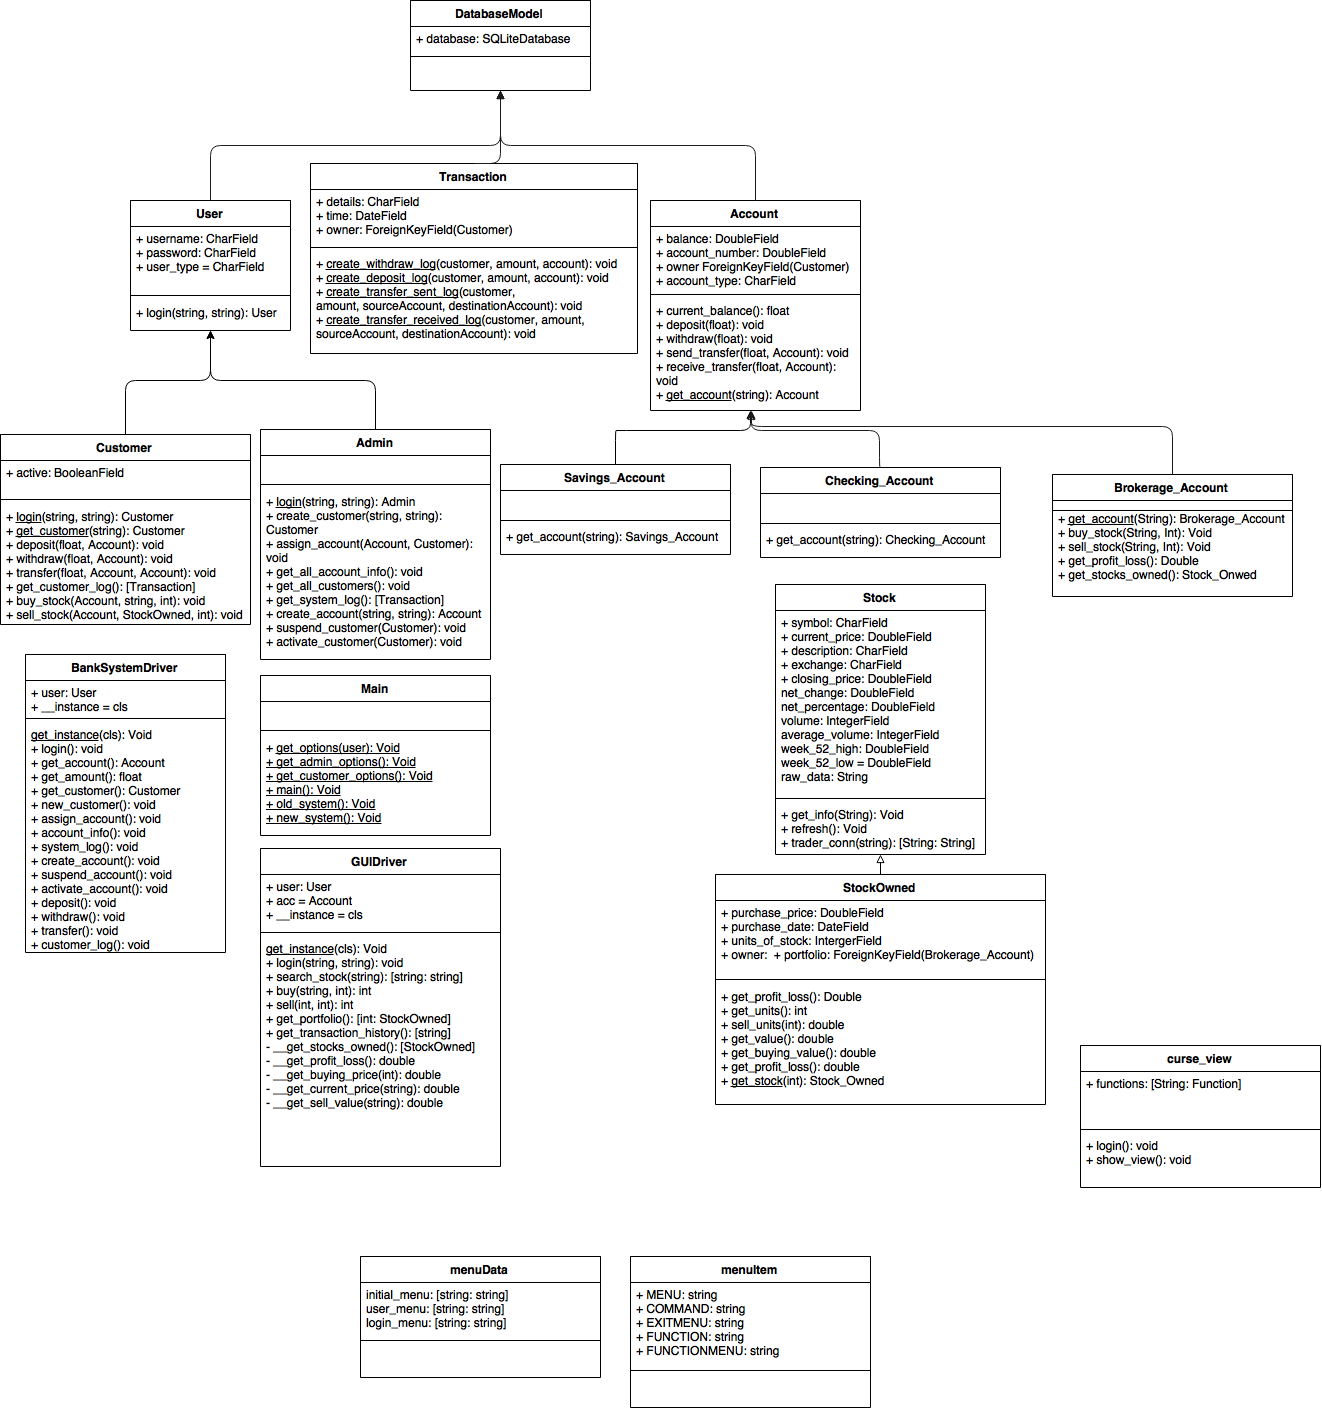 DatabaseModel
+ database: SQLiteDatabase
User
+ username: CharField
+ password: CharField
+ user_type = CharField
+ login(string, string): User
Transaction
+ details: CharField
+ time: DateField
+ owner: ForeignKeyField(Customer)
+ create_withdraw_log(customer, amount, account): void
+ create_deposit_log(customer, amount, account): void
+ create_transfer_sent_log(customer,
amount, sourceAccount, destinationAccount): void
+ create_transfer_received_log(customer, amount,
sourceAccount, destinationAccount): void
Account
+ balance: DoubleField
+ account_number: DoubleField
+ owner ForeignKeyField(Customer)
+ account_type: CharField
+ current_balance(): float
+ deposit(float): void
+ withdraw(float): void
+ send_transfer(float, Account): void
+ receive_transfer(float, Account):
void
+ get_account(string): Account
Customer
+ active: BooleanField
+ login(string, string): Customer
+ get_customer(string): Customer
+ deposit(float, Account): void
+ withdraw(float, Account): void
+ transfer(float, Account, Account): void
+ get_customer_log(): [Transaction]
+ buy_stock(Account, string, int): void
+ sell_stock(Account, StockOwned, int): void
Admin
+ login(string, string): Admin
+ create_customer(string, string):
Customer
+ assign_account(Account, Customer):
void
+ get_all_account_info(): void
+ get_all_customers(): void
+ get_system_log(): [Transaction]
+ create_account(string, string): Account
+ suspend_customer(Customer): void
+ activate_customer(Customer): void
Savings_Account
+ get_account(string): Savings_Account
Checking_Account
+ get_account(string): Checking_Account
Brokerage_Account
+ get_account(String): Brokerage_Account
+ buy_stock(String, Int): Void
+ sell_stock(String, Int): Void
+ get_profit_loss(): Double
+ get_stocks_owned(): Stock_Onwed
BankSystemDriver
+ user: User
+ __instance = cls
get_instance(cls): Void
+ login(): void
+ get_account(): Account
+ get_amount(): float
+ get_customer(): Customer
+ new_customer(): void
+ assign_account(): void
+ account_info(): void
+ system_log(): void
+ create_account(): void
+ suspend_account(): void
+ activate_account(): void
+ deposit(): void
+ withdraw(): void
+ transfer(): void
+ customer_log(): void
Main
+ get_options(user): Void
+ get_admin_options(): Void
+ get_customer_options(): Void
+ main(): Void
+ old_system(): Void
+ new_system(): Void
GUIDriver
+ user: User
+ acc = Account
+ __instance = cls
get_instance(cls): Void
+ login(string, string): void
+ search_stock(string): [string: string]
+ buy(string, int): int
+ sell(int, int): int
+ get_portfolio(): [int: StockOwned]
+ get_transaction_history(): [string]
- __get_stocks_owned(): [StockOwned]
- __get_profit_loss(): double
- __get_buying_price(int): double
- __get_current_price(string): double
- __get_sell_value(string): double
Stock
+ symbol: CharField
+ current_price: DoubleField
+ description: CharField
+ exchange: CharField
+ closing_price: DoubleField
net_change: DoubleField
net_percentage: DoubleField
volume: IntegerField
average_volume: IntegerField
week_52_high: DoubleField
week_52_low = DoubleField
raw_data: String
+ get_info(String): Void
+ refresh(): Void
+ trader_conn(string): [String: String]
StockOwned
+ purchase_price: DoubleField
+ purchase_date: DateField
+ units_of_stock: IntergerField
+ owner: + portfolio: ForeignKeyField(Brokerage_Account)
+ get_profit_loss(): Double
+ get_units(): int
+ sell_units(int): double
+ get_value(): double
+ get_buying_value(): double
+ get_profit_loss(): double
+ get_stock(int): Stock_Owned
curse_view
+ functions: [String: Function]
+ login(): void
+ show_view(): void
menuData
initial_menu: [string: string]
user_menu: [string: string]
login_menu: [string: string]
menuItem
+ MENU: string
+ COMMAND: string
+ EXITMENU: string
+ FUNCTION: string
+ FUNCTIONMENU: string